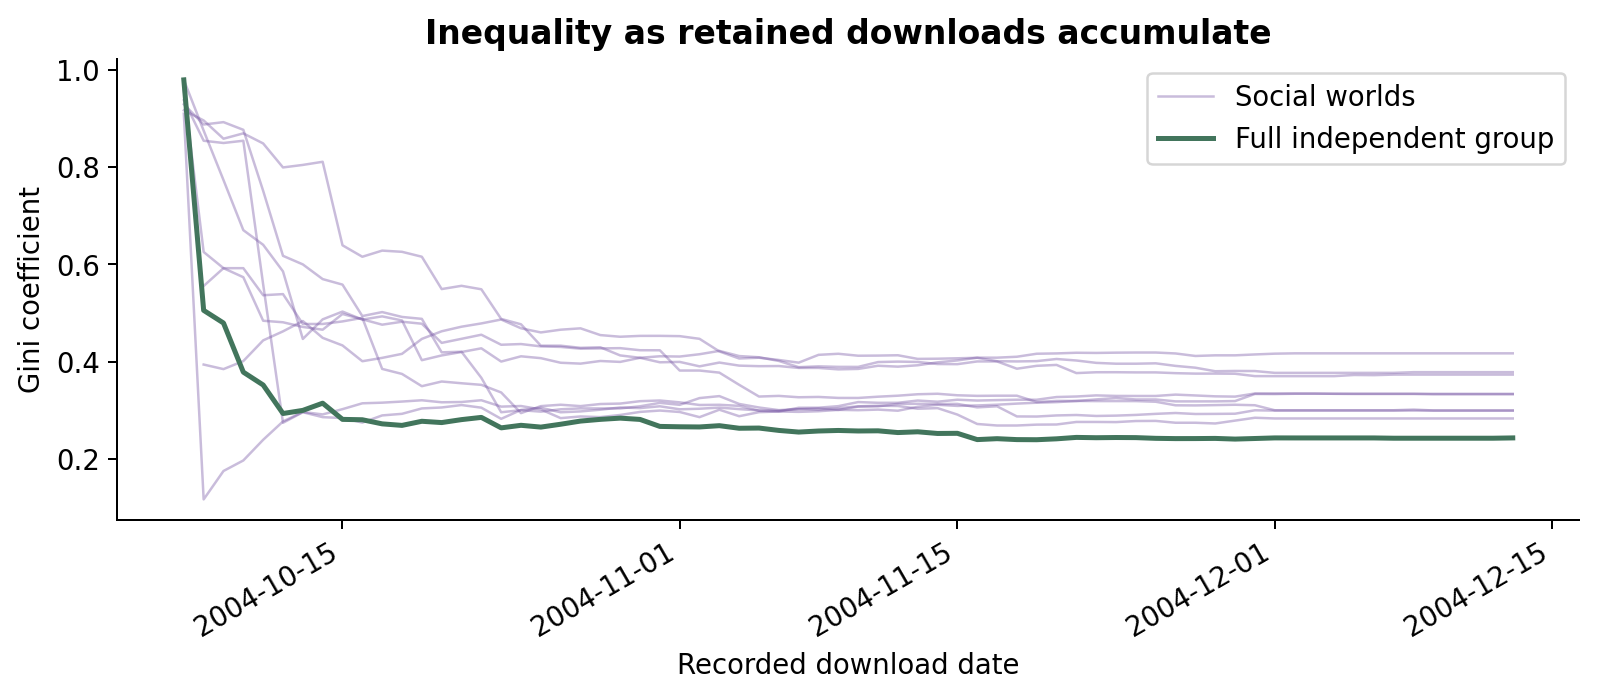 Inequality as retained downloads accumulate
1.0
0.8
0.6
0.4
0.2
Gini coefficient
Social worlds
Full independent group
2004-10-15
2004-11-01
2004-11-15
2004-12-01
2004-12-15
Recorded download date